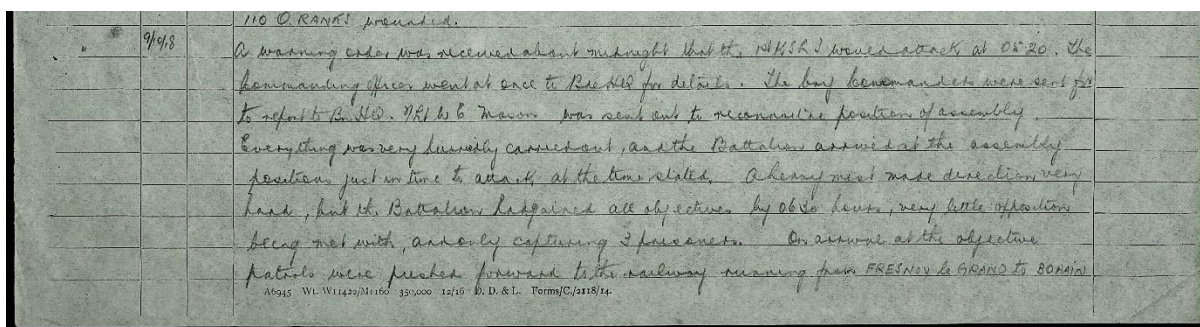 110 O. RANKS wounded.
" 9/10/18 A warning order was received about midnight that the KSLI would attack at 05.20. The
Commanding Officer went at once to Bde HQ for details. The Coy Commanders were sent for
to report to Bn HQ. 2/Lt W E Mason was sent out to reconnoitre position of assembly.
Everything was very hurriedly carried out, and the Battalion arrived at the assembly
positions just in time to attack at the time stated. A heavy mist made direction very
hard, but the Battalion had gained all objectives by 0630 hours, very little opposition
being met with, and only capturing 3 prisoners. On arrival at the objective
patrols were pushed forward to the railway running from FRESNOY le GRAND to BOHAIN
A6945 Wt. W11422/M1160 350,000 12/16 D. D. & L. Forms/C./2118/14.